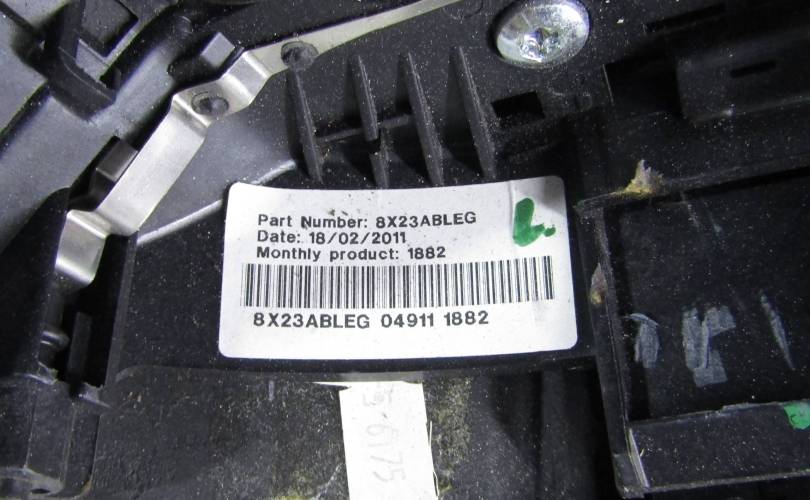 Part Number: 8X23ABLEG
Date: 18/02/2011
Monthly product: 1882
8X23ABLEG 04911 1882